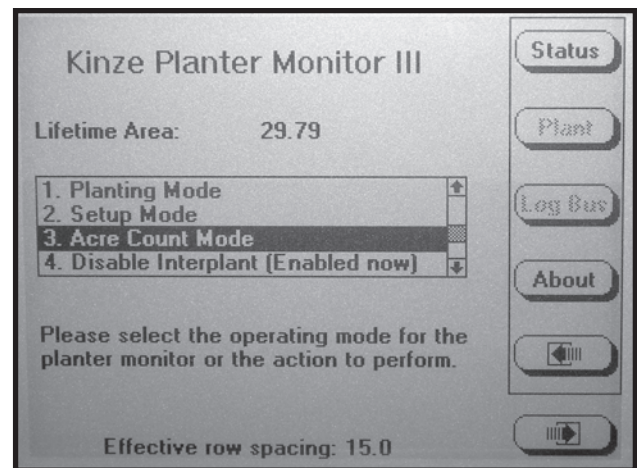 Kinze Planter Monitor III
Lifetime Area: 29.79
1. Planting Mode
2. Setup Mode
3. Acre Count Mode
4. Disable Interplant (Enabled now)
Please select the operating mode for the
planter monitor or the action to perform.
Effective row spacing: 15.0
Status
Plant
Log Bus
About